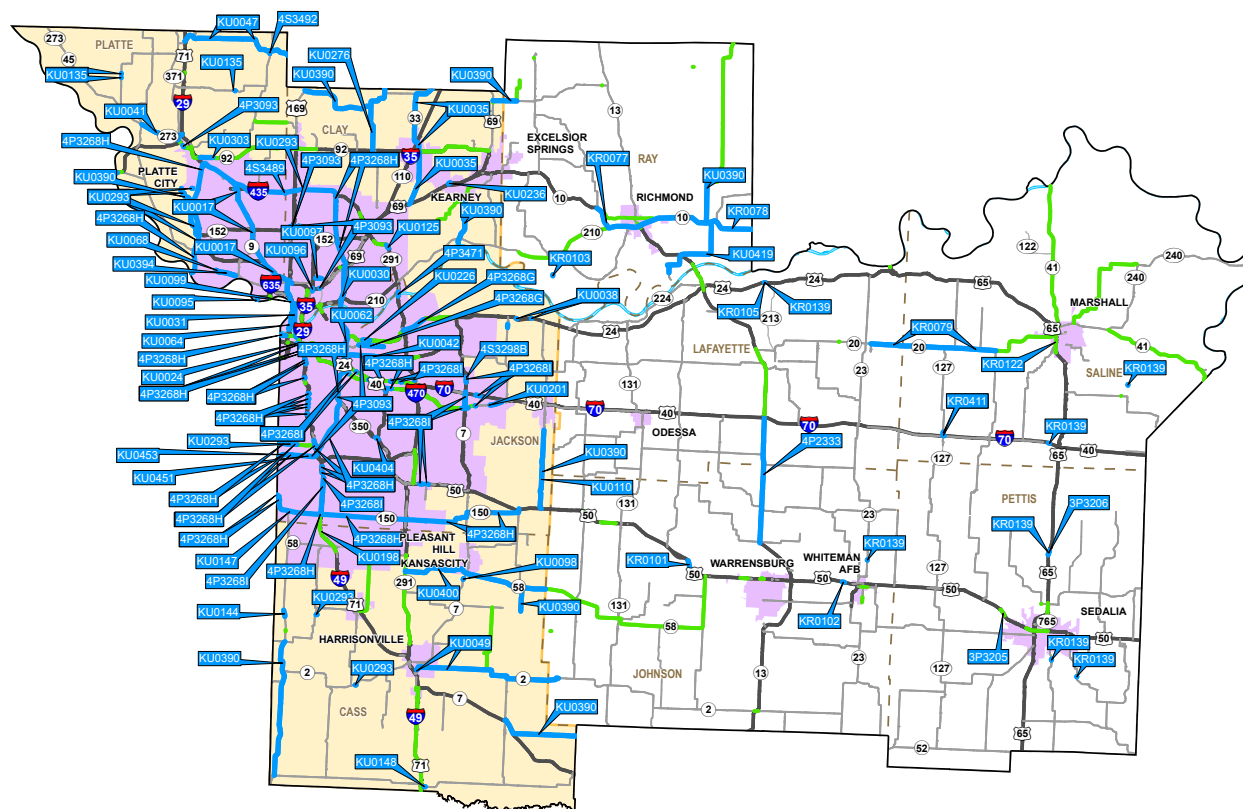 KU0047
4S3492
273
PLATTE
45
71
KU0276
KU0135
KU0135
371
KU0390
KU0390
29
169
33
KU0035
13
KU0041
4P3093
69
CLAY
273
4P3268H
KU0303
KU0293
4P3093
4P3268H
92
92
35
EXCELSIOR
SPRINGS
KR0077
RAY
4S3489
KU0035
PLATTE
CITY
KU0390
435
110
KEARNEY
KU0236
RICHMOND
KU0390
KU0293
KU0017
69
10
KU0390
10
KR0078
4P3268H
152
KU0097
152
4P3093
KU0125
210
122
240
KU0068
KU0017
9
KU0096
69
291
4P3471
KR0103
KU0419
41
240
KU0394
KU0099
635
KU0030
KU0226
4P3268G
24
65
MARSHALL
KU0095
35
210
4P3268G
KU0038
224
24
KR0139
KR0105
213
KU0031
29
KU0062
24
65
KU0064
4P3268H
KU0042
LAFAYETTE
KR0079
41
4P3268H
24
4P3268H
4S3298B
20
20
KR0122
SALINE
KU0024
40
4P3268I
4P3268I
131
23
127
KR0139
4P3268H
470
70
KU0201
4P3268H
4P3093
4P3268I
40
70
40
KR0411
4P3268I
350
7
JACKSON
ODESSA
70
70
KR0139
KU0293
4P2333
40
KU0453
KU0404
KU0390
127
65
KU0451
4P3268H
4P3268H
50
KU0110
PETTIS
4P3268H
4P3268I
131
3P3206
4P3268H
150
150
50
23
KR0139
58
4P3268H
PLEASANT
HILL
4P3268H
KU0147
KU0198
KANSASCITY
KU0098
KR0101
WARRENSBURG
WHITEMAN
AFB
KR0139
4P3268I
49
291
50
50
127
65
KU0144
KU0293
71
KU0400
58
KU0390
131
KR0102
50
SEDALIA
7
58
765
50
HARRISONVILLE
KU0049
3P3205
KR0139
KU0390
KU0293
23
127
KR0139
2
2
JOHNSON
13
CASS
7
2
49
KU0390
65
52
71
KU0148